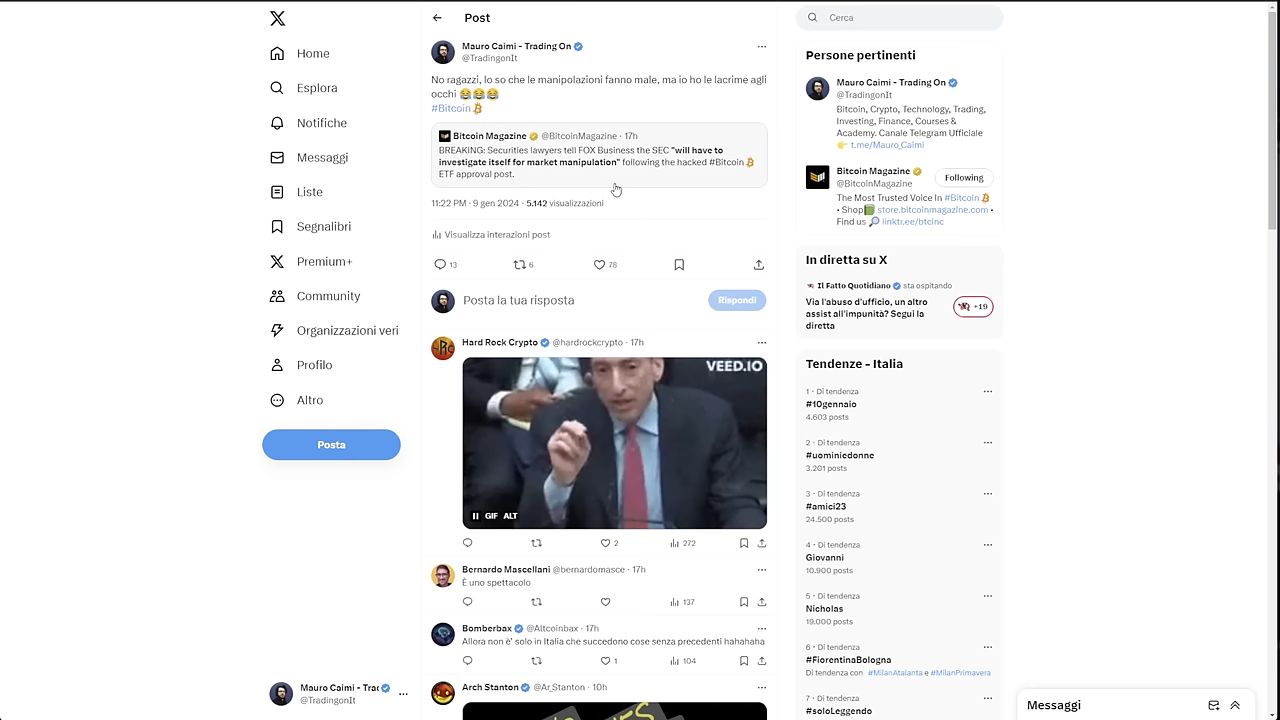 Post
Cerca
Home
Esplora
Notifiche
Messaggi
Liste
Segnalibri
Premium+
Community
Organizzazioni veri
Profilo
Altro
Posta
Mauro Caimi - Trac
@TradingonIt
Mauro Caimi - Trading On
@TradingonIt
No ragazzi, lo so che le manipolazioni fanno male, ma io ho le lacrime agli
occhi 😂😂😂
#Bitcoin
Bitcoin Magazine @BitcoinMagazine · 17h
BREAKING: Securities lawyers tell FOX Business the SEC "will have to
investigate itself for market manipulation" following the hacked #Bitcoin
ETF approval post.
11:22 PM · 9 gen 2024 · 5.142 visualizzazioni
Visualizza interazioni post
13 6 78
Posta la tua risposta
Rispondi
Hard Rock Crypto @hardrockcrypto · 17h
VEED.IO
GIF ALT
2 272
Bernardo Mascellani @bernardomasce · 17h
È uno spettacolo
137
Bomberbax @Altcoinbax · 17h
Allora non è' solo in Italia che succedono cose senza precedenti hahahaha
1 104
Arch Stanton @Ar_Stanton · 10h
Persone pertinenti
Mauro Caimi - Trading On
@TradingonIt
Bitcoin, Crypto, Technology, Trading,
Investing, Finance, Courses &
Academy. Canale Telegram Ufficiale
👉 t.me/Mauro_Caimi
Bitcoin Magazine
@BitcoinMagazine
Following
The Most Trusted Voice In #Bitcoin
• Shop📗 store.bitcoinmagazine.com •
Find us 🔎 linktr.ee/btcinc
In diretta su X
Il Fatto Quotidiano sta ospitando
Via l'abuso d'ufficio, un altro
assist all'impunità? Segui la
diretta
+19
Tendenze - Italia
1 · Di tendenza
#10gennaio
4.603 posts
2 · Di tendenza
#uominiedonne
3.201 posts
3 · Di tendenza
#amici23
24.500 posts
4 · Di tendenza
Giovanni
10.900 posts
5 · Di tendenza
Nicholas
19.000 posts
6 · Di tendenza
#FiorentinaBologna
Di tendenza con #MilanAtalanta e #MilanPrimavera
7 · Di tendenza
#soloLeggendo
Messaggi